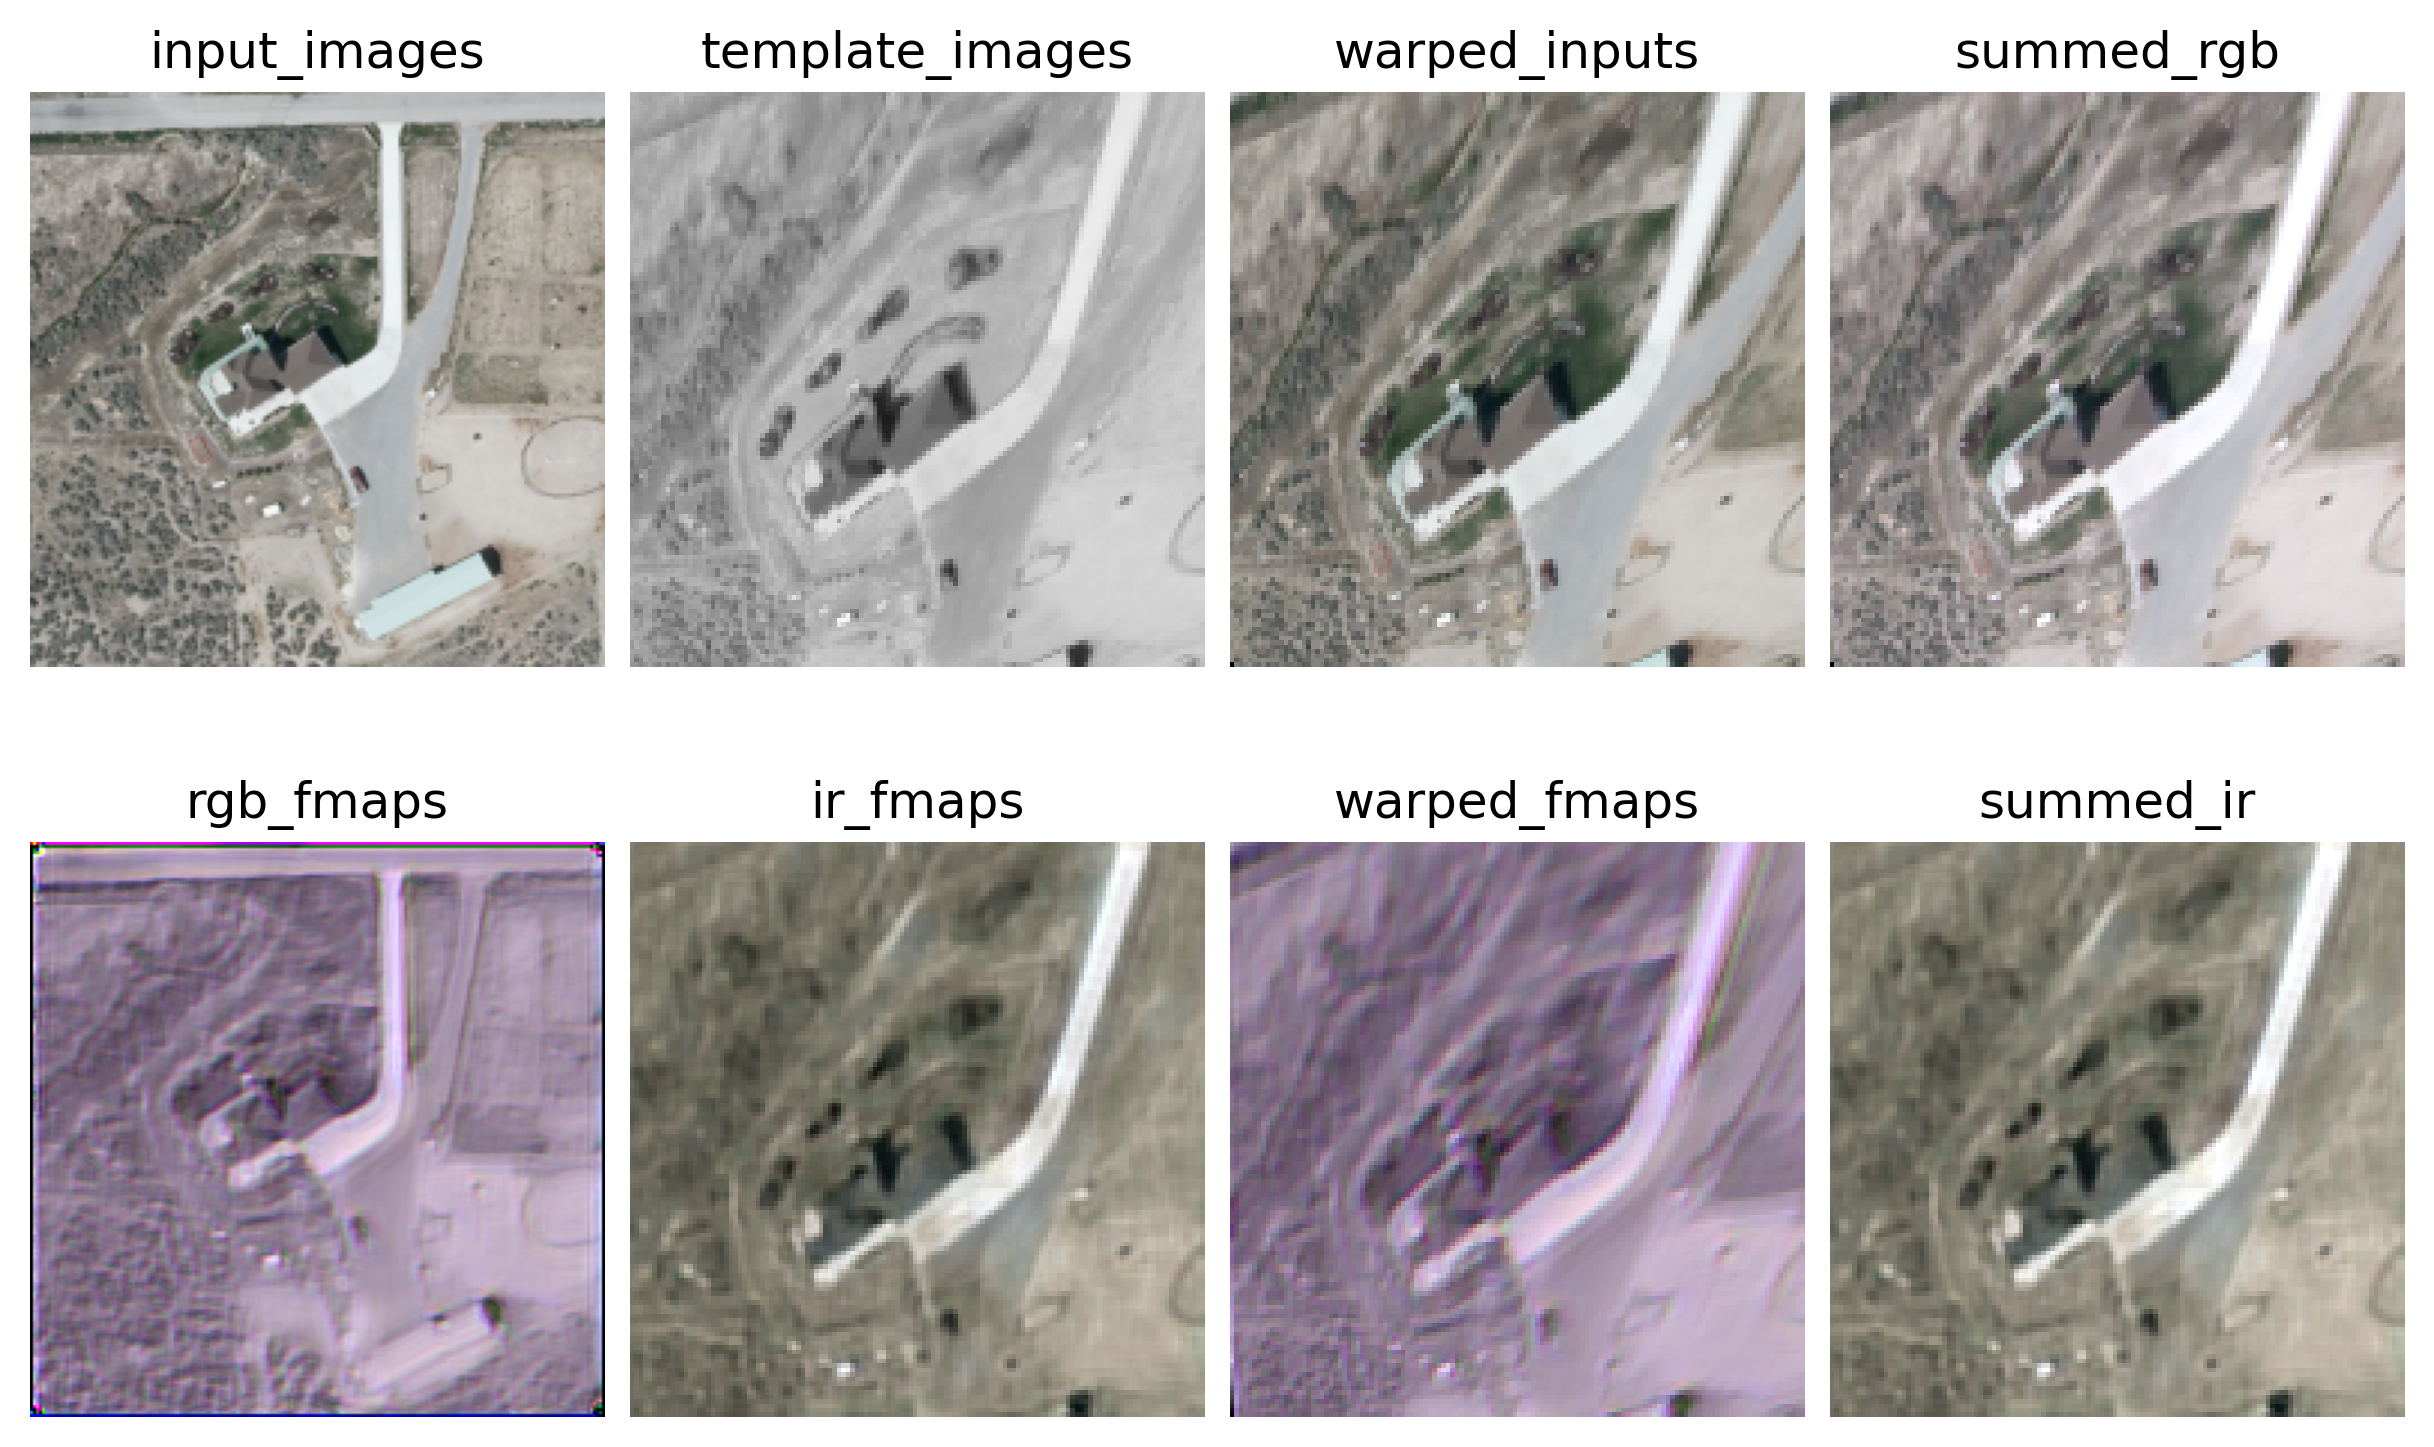 input_images
template_images
warped_inputs
summed_rgb
rgb_fmaps
ir_fmaps
warped_fmaps
summed_ir